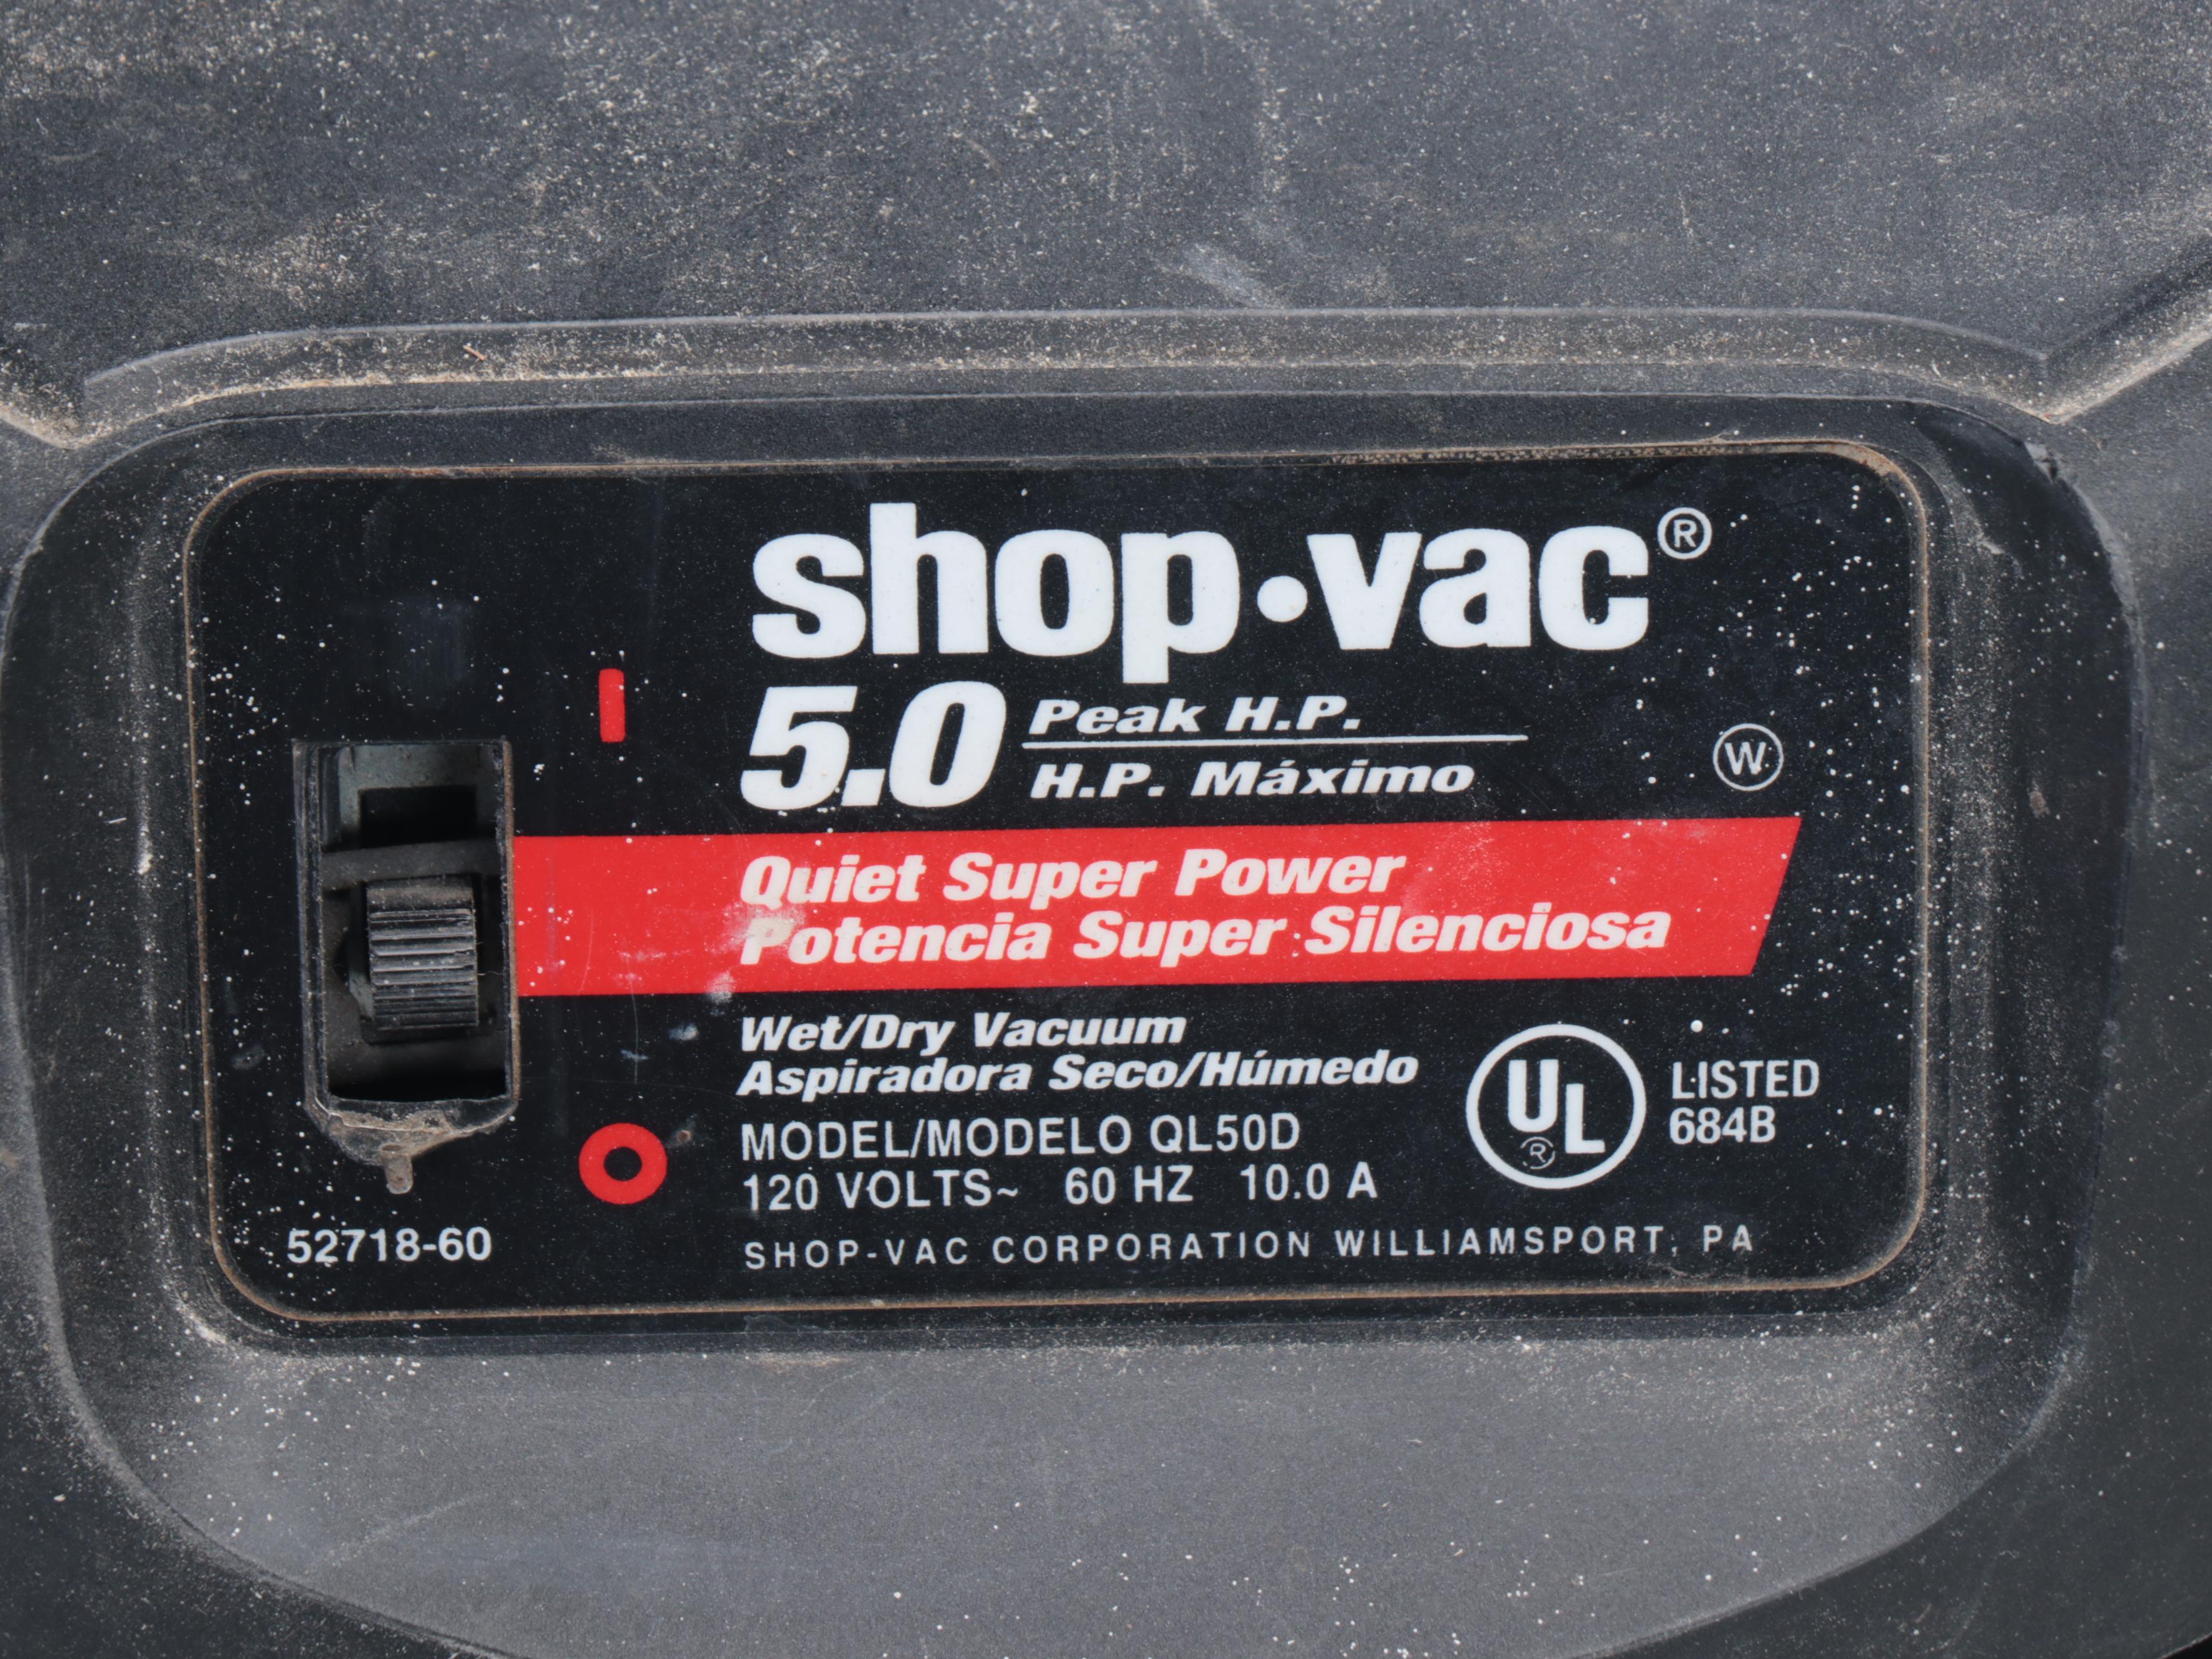 shop·vac®
5.0 Peak H.P.
H.P. Máximo
W
Quiet Super Power
Potencia Super Silenciosa
Wet/Dry Vacuum
Aspiradora Seco/Húmedo
MODEL/MODELO QL50D
120 VOLTS~ 60 HZ 10.0 A
UL®
LISTED
684B
52718-60
SHOP-VAC CORPORATION WILLIAMSPORT, PA